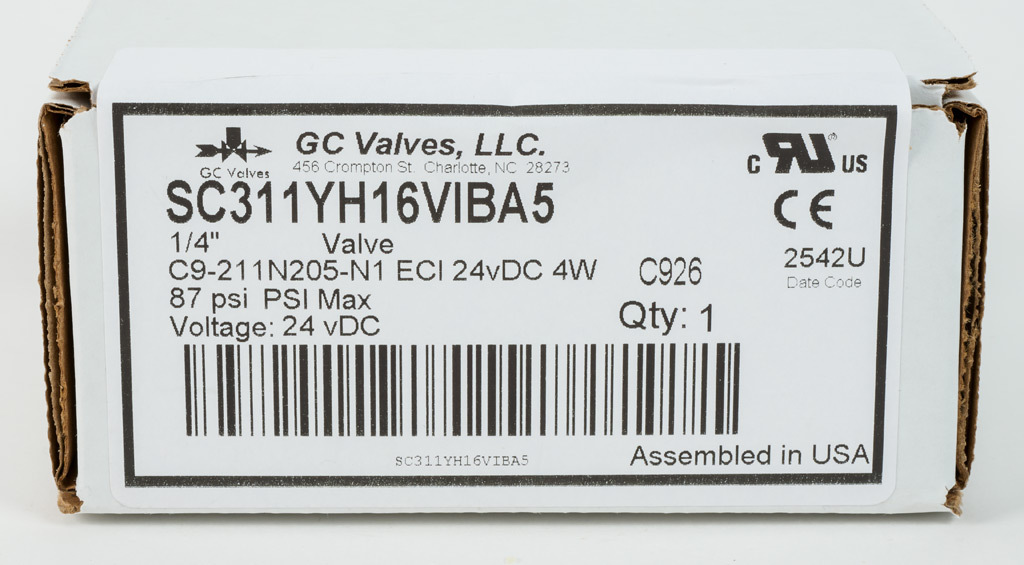 GC Valves
GC Valves, LLC.
456 Crompton St. Charlotte, NC 28273
SC311YH16VIBA5
1/4" Valve
C9-211N205-N1 ECI 24vDC 4W C926
87 psi PSI Max
Voltage: 24 vDC
Qty: 1
C RU ® US
CE
2542U
Date Code
SC311YH16VIBA5
Assembled in USA